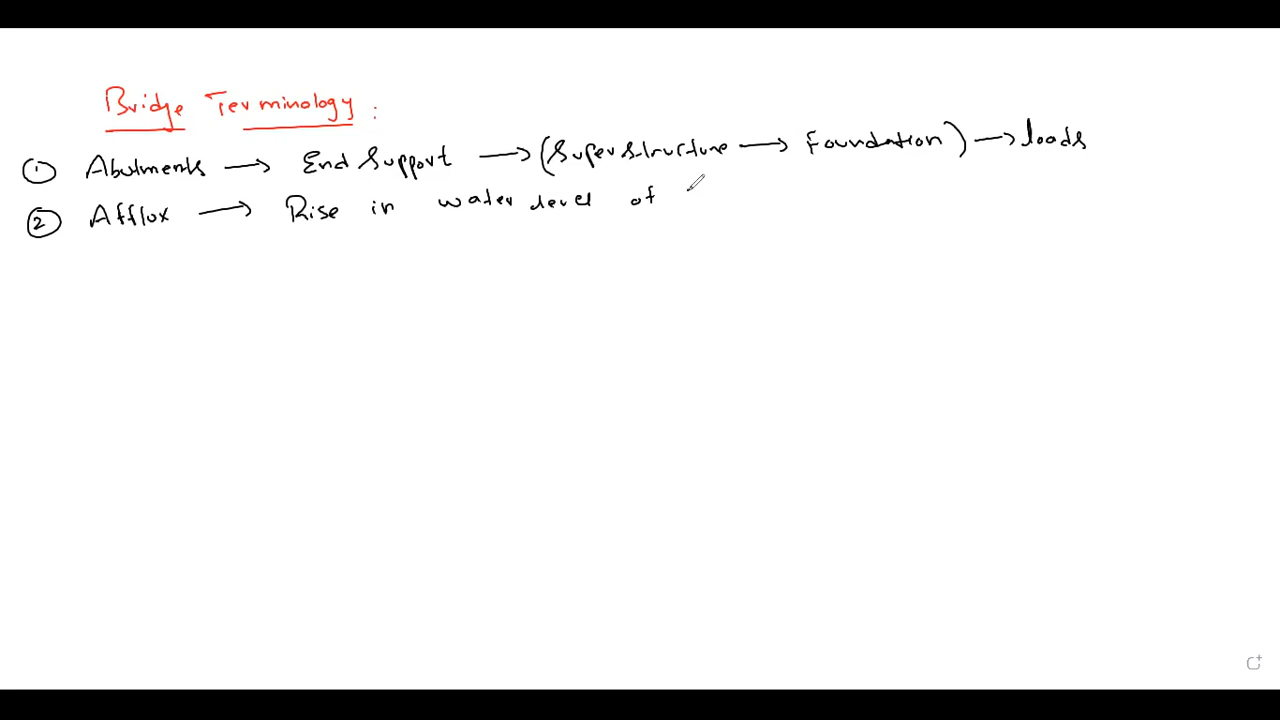 Bridge Terminology :
① Abutments → End Support → (Superstructure → Foundation) → loads
② Afflux → Rise in water level of